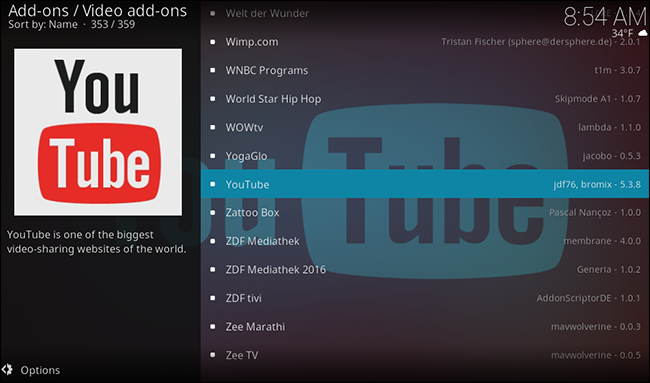 Add-ons / Video add-ons
Sort by: Name · 353 / 359
8:54 AM
34°F
You
Tube
YouTube is one of the biggest
video-sharing websites of the world.
Welt der Wunder
Wimp.com Tristan Fischer (sphere@dersphere.de) - 2.0.1
WNBC Programs t1m - 3.0.7
World Star Hip Hop Skipmode A1 - 1.0.7
WOWtv lambda - 1.1.0
YogaGlo jacobo - 0.5.3
YouTube jdf76, bromix - 5.3.8
Zattoo Box Pascal Nançoz - 1.0.0
ZDF Mediathek membrane - 4.0.0
ZDF Mediathek 2016 Generia - 1.0.2
ZDF tivi AddonScriptorDE - 1.0.1
Zee Marathi mavwolverine - 0.0.3
Zee TV mavwolverine - 0.0.5
You
Tube
Options